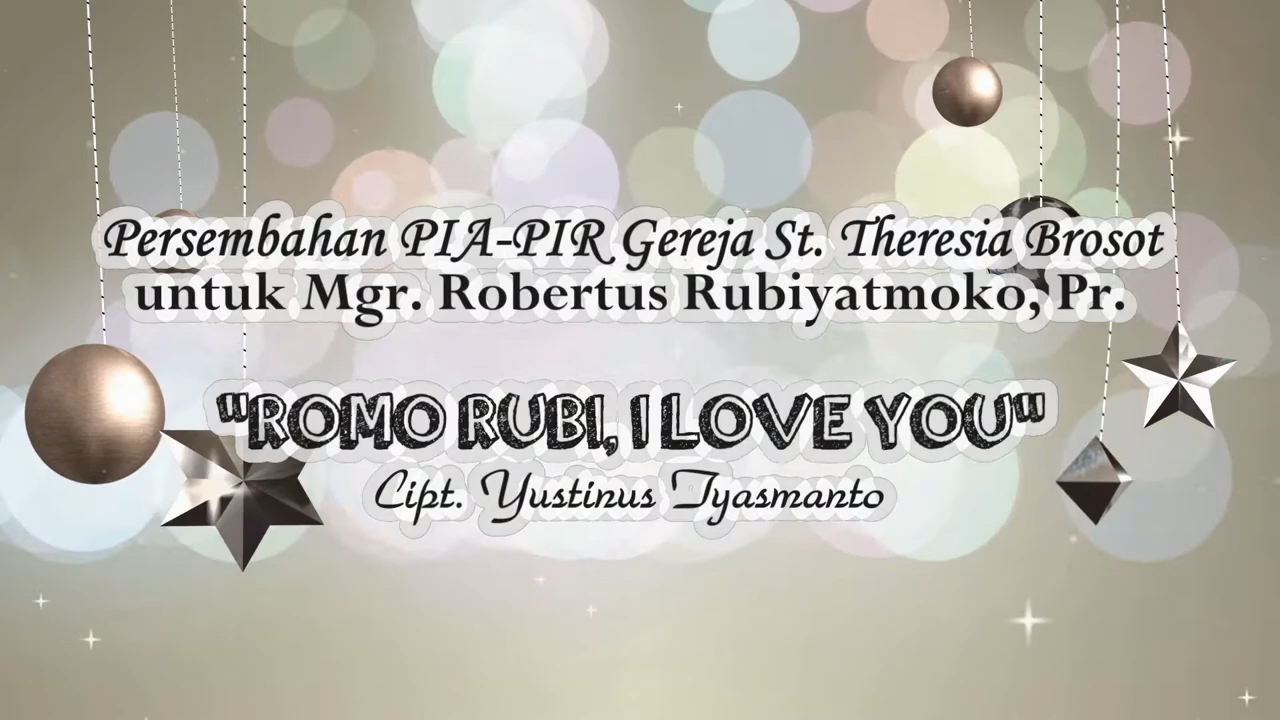 Persembahan PIA-PIR Gereja St. Theresia Brosot
untuk Mgr. Robertus Rubiyatmoko, Pr.
"ROMO RUBI, I LOVE YOU"
Cipt. Yustinus Tyasmanto